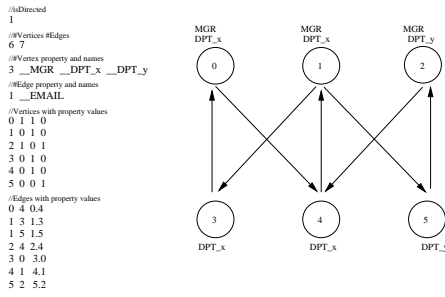 //isDirected
1
//#Vertices #Edges
6 7
//#Vertex property and names
3 __MGR __DPT_x __DPT_y
//#Edge property and names
1 __EMAIL
//Vertices with property values
0 1 1 0
1 0 1 0
2 1 0 1
3 0 1 0
4 0 1 0
5 0 0 1
//Edges with property values
0 4 0.4
1 3 1.3
1 5 1.5
2 4 2.4
3 0 3.0
4 1 4.1
5 2 5.2
MGR
DPT_x
MGR
DPT_x
MGR
DPT_y
0
1
2
3
4
5
DPT_x
DPT_x
DPT_y